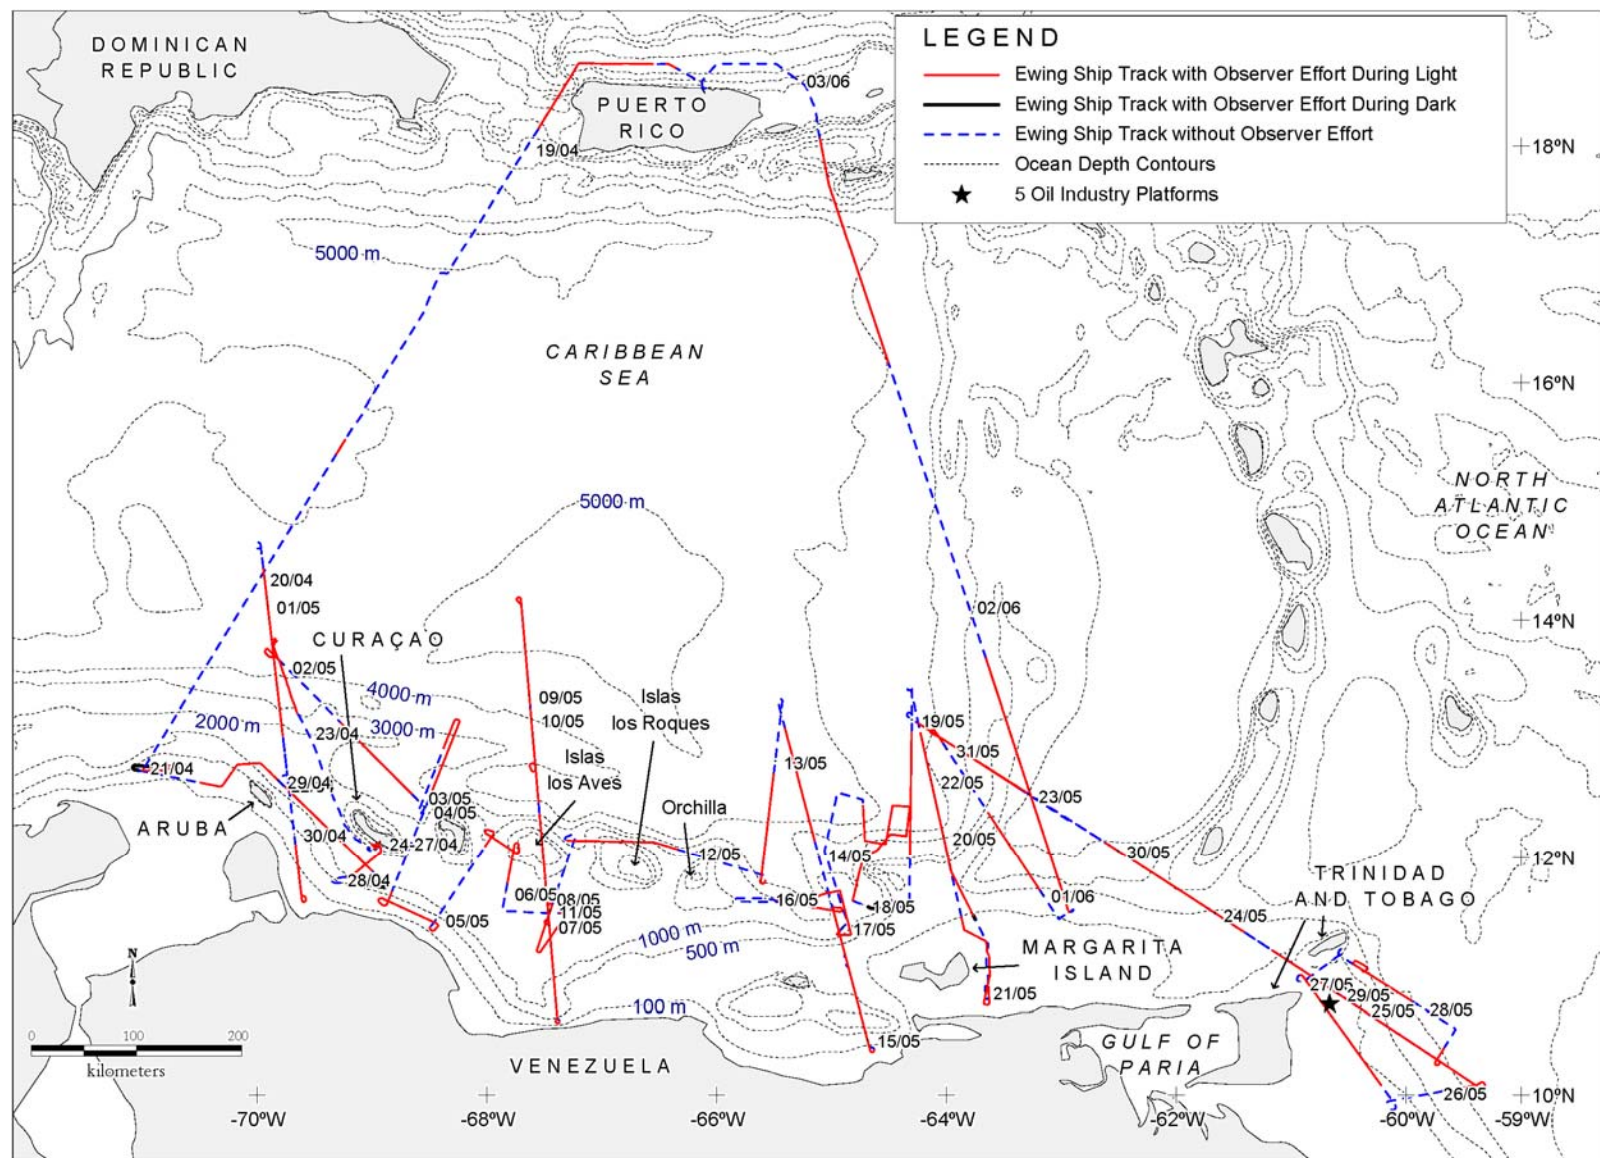 DOMINICAN
REPUBLIC
PUERTO
RICO
LEGEND
Ewing Ship Track with Observer Effort During Light
Ewing Ship Track with Observer Effort During Dark
Ewing Ship Track without Observer Effort
Ocean Depth Contours
5 Oil Industry Platforms
03/06
19/04
18ºN
5000 m
CARIBBEAN
SEA
16ºN
5000 m
NORTH
ATLANTIC
OCEAN
20/04
01/05
02/06
14ºN
CURAÇAO
02/05
4000 m
09/05
10/05
Islas
los Roques
2000 m
3000 m
23/04
19/05
31/05
21/04
29/04
Islas
los Aves
13/05
22/05
23/05
03/05
04/05
Orchilla
ARUBA
30/04
24-27/04
12/05
14/05
20/05
30/05
12ºN
28/04
06/05
08/05
11/05
07/05
16/05
18/05
01/06
TRINIDAD
AND TOBAGO
05/05
1000 m
500 m
17/05
24/05
MARGARITA
ISLAND
N
100 m
21/05
27/05
29/05
25/05
28/05
0 100 200
kilometers
VENEZUELA
15/05
GULF OF
PARIA
26/05
10ºN
-70ºW
-68ºW
-66ºW
-64ºW
-62ºW
-60ºW
-59ºW